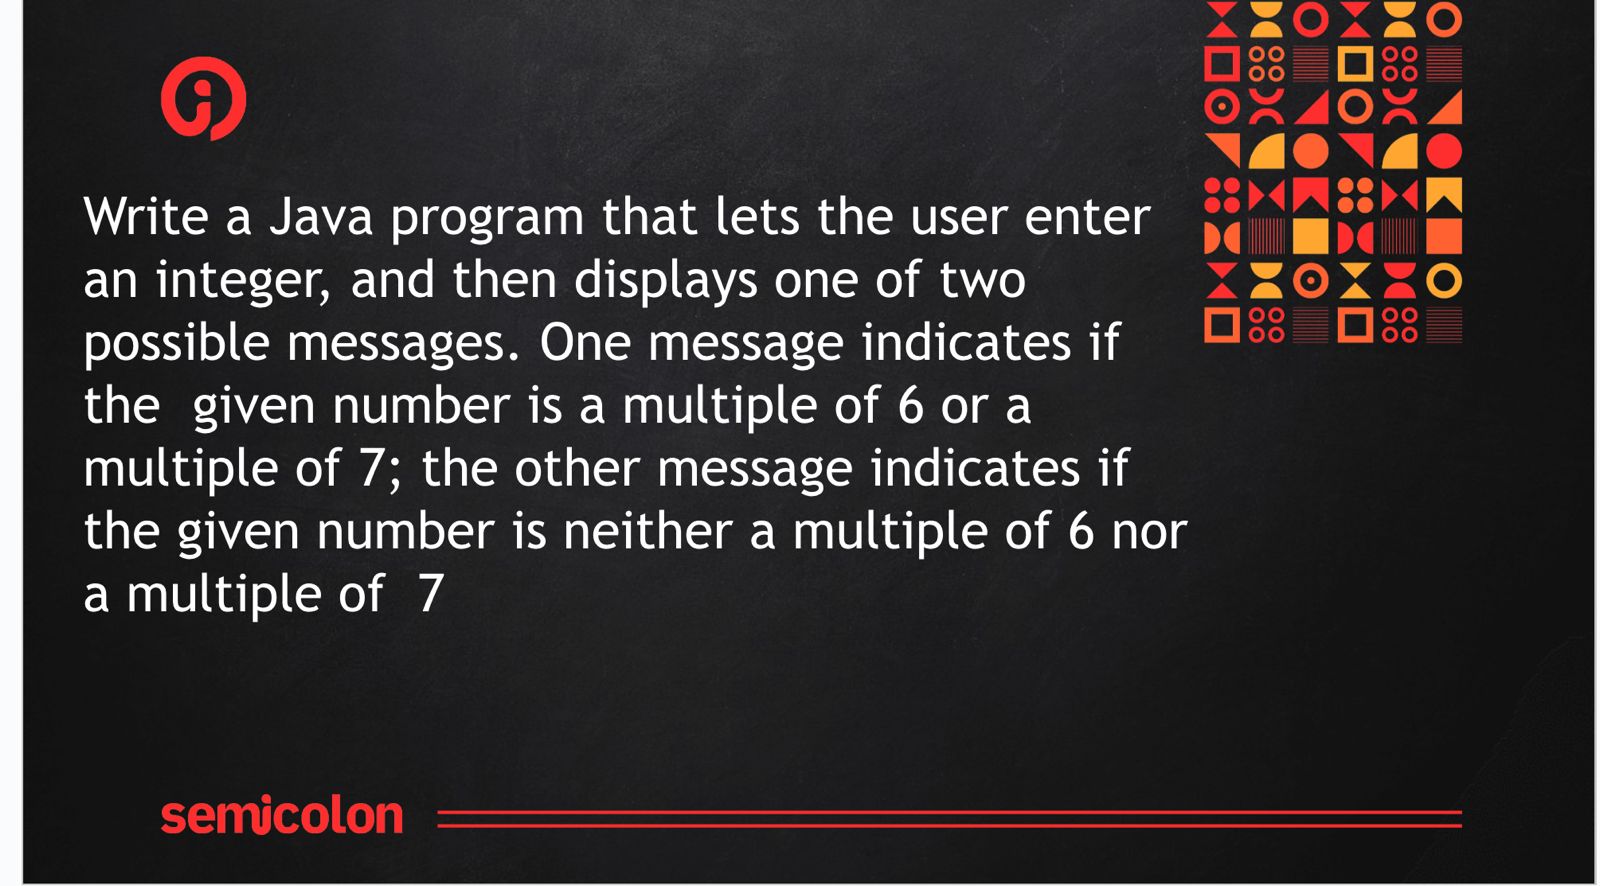 Write a Java program that lets the user enter
an integer, and then displays one of two
possible messages. One message indicates if
the  given number is a multiple of 6 or a
multiple of 7; the other message indicates if
the given number is neither a multiple of 6 nor
a multiple of  7
semicolon